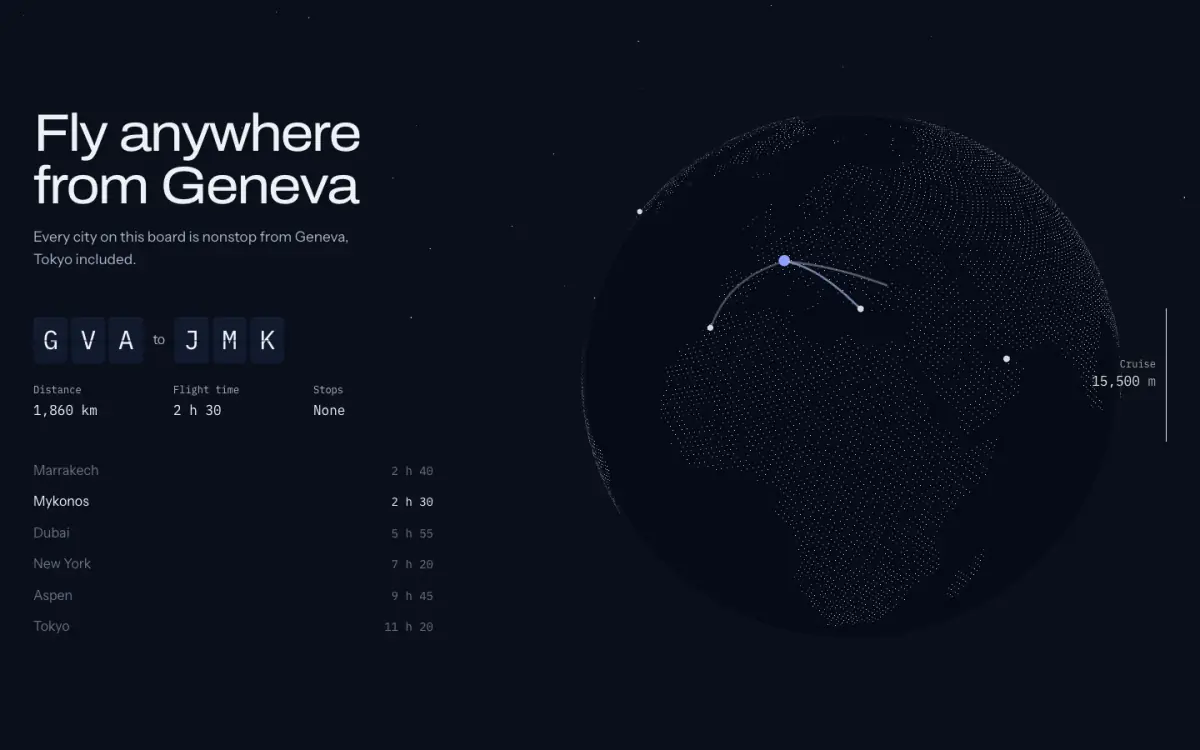 Fly anywhere
from Geneva
Every city on this board is nonstop from Geneva,
Tokyo included.
G V A to J M K
Distance Flight time Stops
1,860 km 2 h 30 None
Cruise
15,500 m
Marrakech 2 h 40
Mykonos 2 h 30
Dubai 5 h 55
New York 7 h 20
Aspen 9 h 45
Tokyo 11 h 20